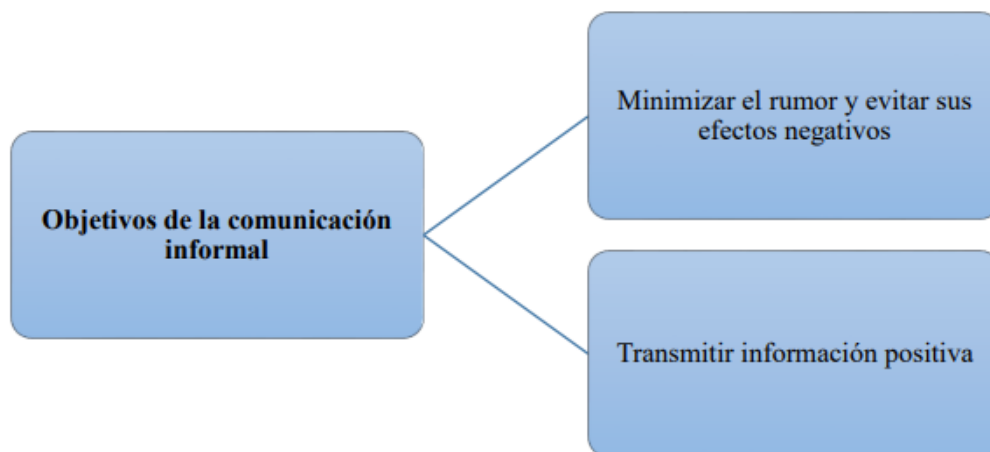 Minimizar el rumor y evitar sus
efectos negativos
Objetivos de la comunicación
informal
Transmitir información positiva